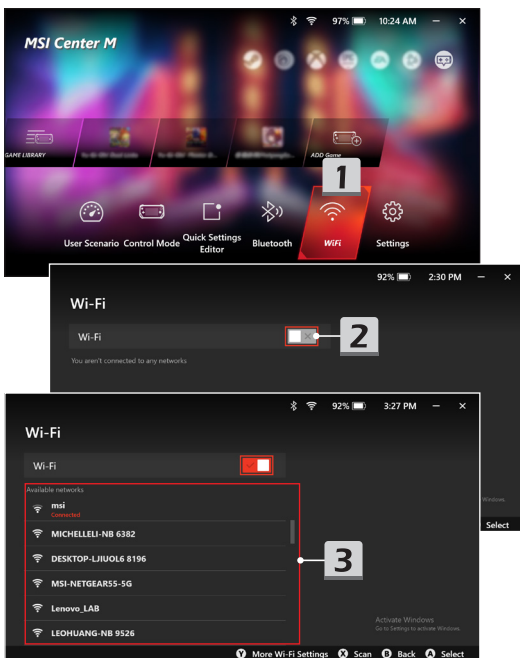 97% 10:24 AM
MSI Center M
GAME LIBRARY
ADD Game
1
User Scenario Control Mode Quick Settings Editor Bluetooth WiFi Settings
92% 2:30 PM
Wi-Fi
Wi-Fi
2
You aren't connected to any networks
Windows.
Select
92% 3:27 PM
Wi-Fi
Wi-Fi
Available networks
msi
Connected
MICHELLELI-NB 6382
DESKTOP-LJIUOL6 8196
3
MSI-NETGEAR55-5G
Lenovo_LAB
LEOHUANG-NB 9526
Activate Windows
Go to Settings to activate Windows.
Y More Wi-Fi Settings X Scan B Back A Select